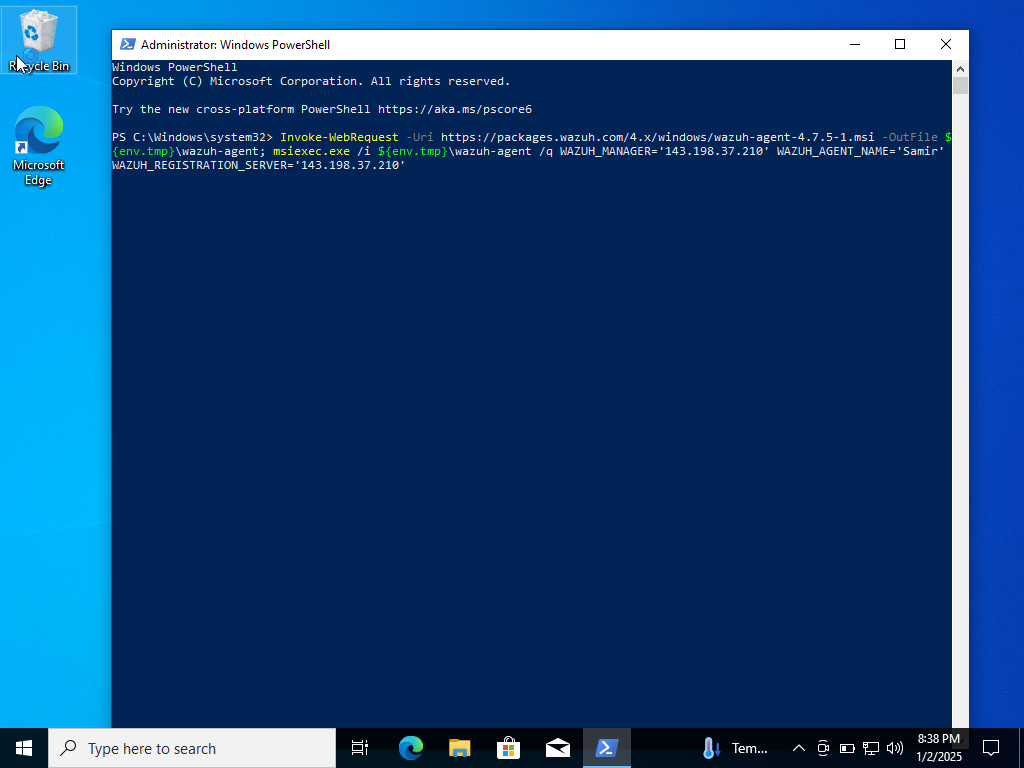 Recycle Bin
Microsoft
Edge
Administrator: Windows PowerShell
Windows PowerShell
Copyright (C) Microsoft Corporation. All rights reserved.
Try the new cross-platform PowerShell https://aka.ms/pscore6
PS C:\Windows\system32> Invoke-WebRequest -Uri https://packages.wazuh.com/4.x/windows/wazuh-agent-4.7.5-1.msi -OutFile $
{env.tmp}\wazuh-agent; msiexec.exe /i ${env.tmp}\wazuh-agent /q WAZUH_MANAGER='143.198.37.210' WAZUH_AGENT_NAME='Samir'
WAZUH_REGISTRATION_SERVER='143.198.37.210'
Type here to search
Tem...
8:38 PM
1/2/2025